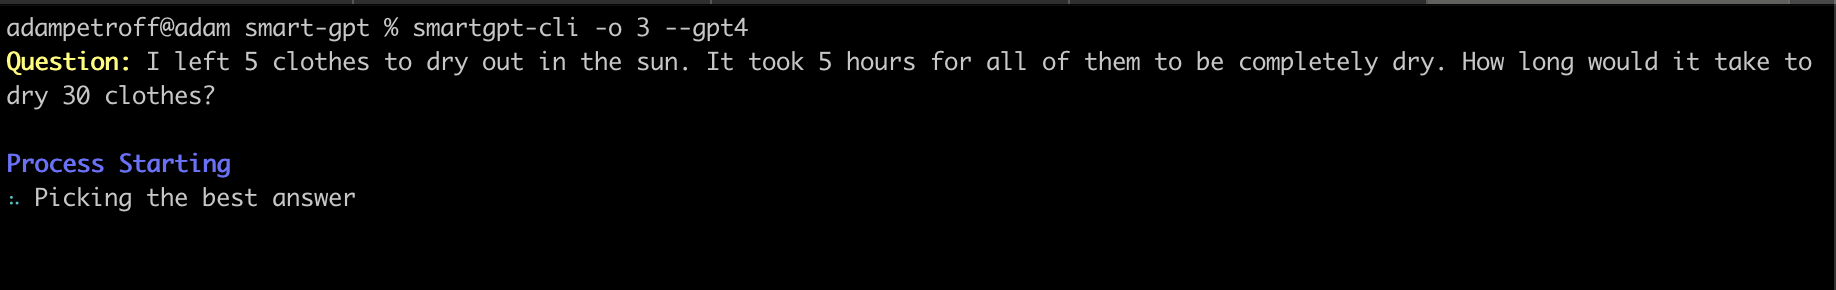 adampetroff@adam smart-gpt % smartgpt-cli -o 3 --gpt4
Question: I left 5 clothes to dry out in the sun. It took 5 hours for all of them to be completely dry. How long would it take to
dry 30 clothes?
Process Starting
Picking the best answer